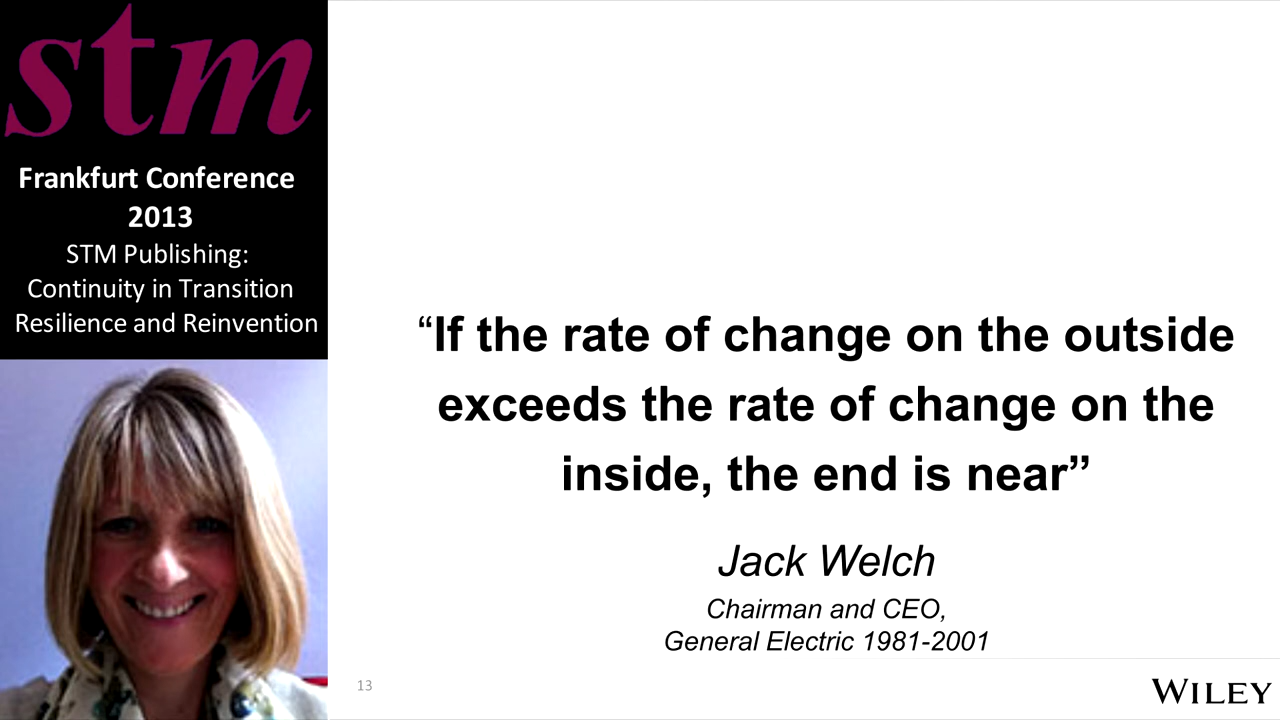 stm
Frankfurt Conference
2013
STM Publishing:
Continuity in Transition
Resilience and Reinvention
“If the rate of change on the outside
exceeds the rate of change on the
inside, the end is near”
Jack Welch
Chairman and CEO,
General Electric 1981-2001
13
WILEY